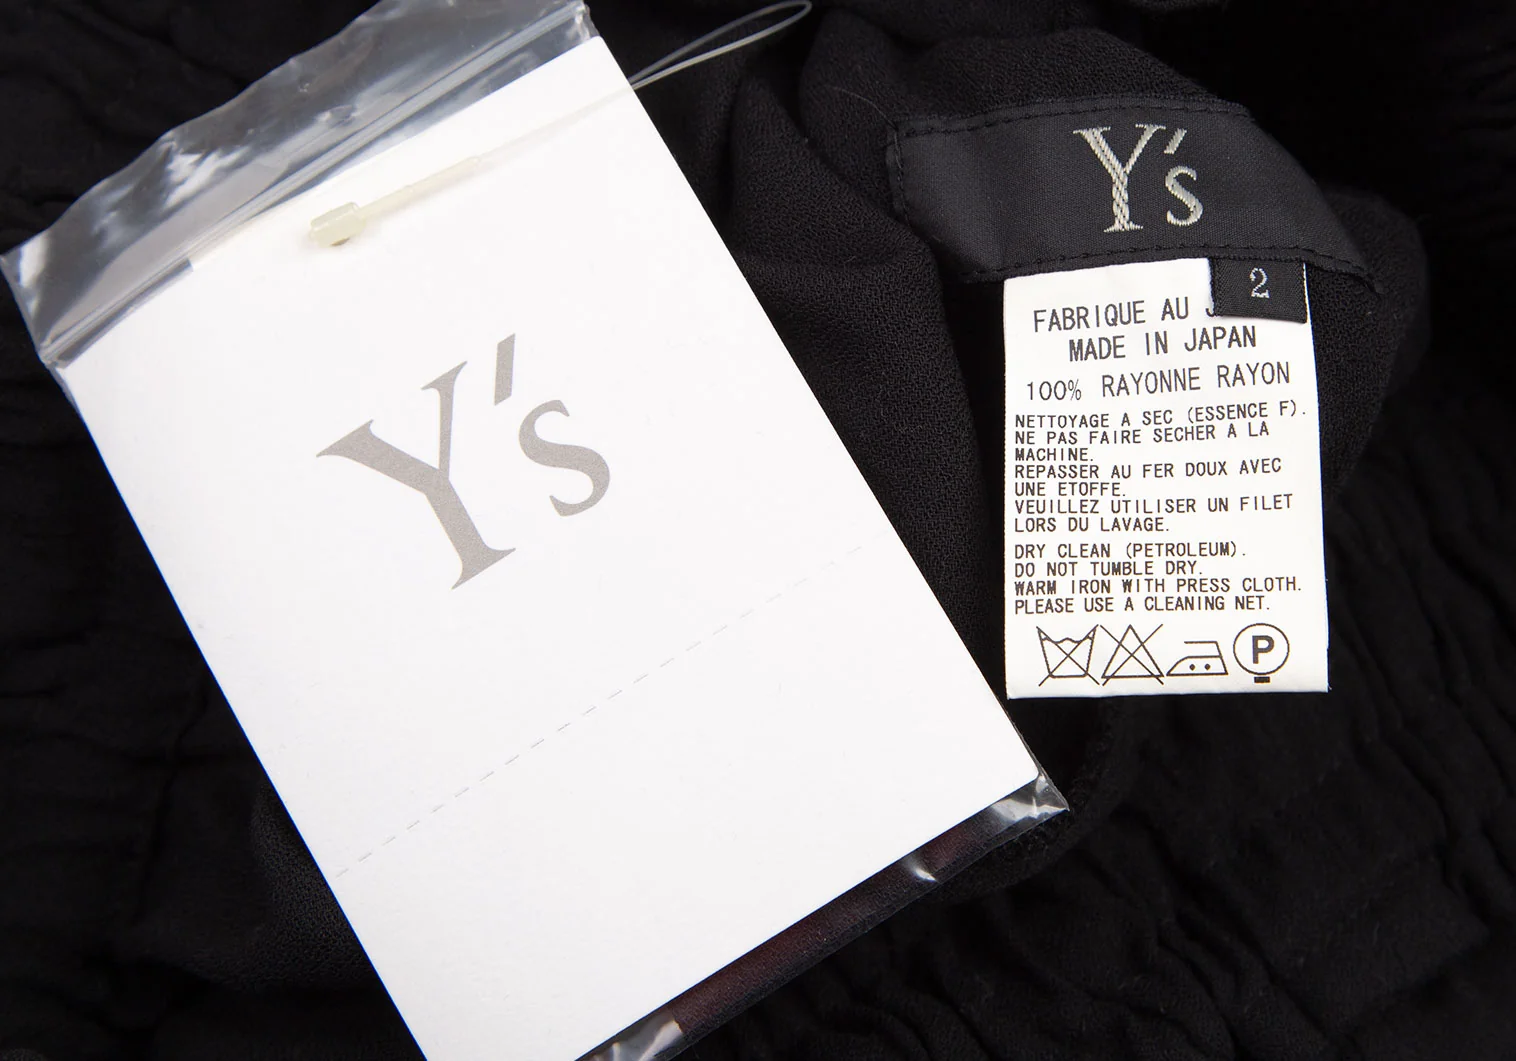 Y's
Y's
2
FABRIQUE AU
MADE IN JAPAN
100% RAYONNE RAYON
NETTOYAGE A SEC (ESSENCE F).
NE PAS FAIRE SECHER A LA
MACHINE.
REPASSER AU FER DOUX AVEC
UNE ETOFFE.
VEUILLEZ UTILISER UN FILET
LORS DU LAVAGE.
DRY CLEAN (PETROLEUM).
DO NOT TUMBLE DRY.
WARM IRON WITH PRESS CLOTH.
PLEASE USE A CLEANING NET.
P